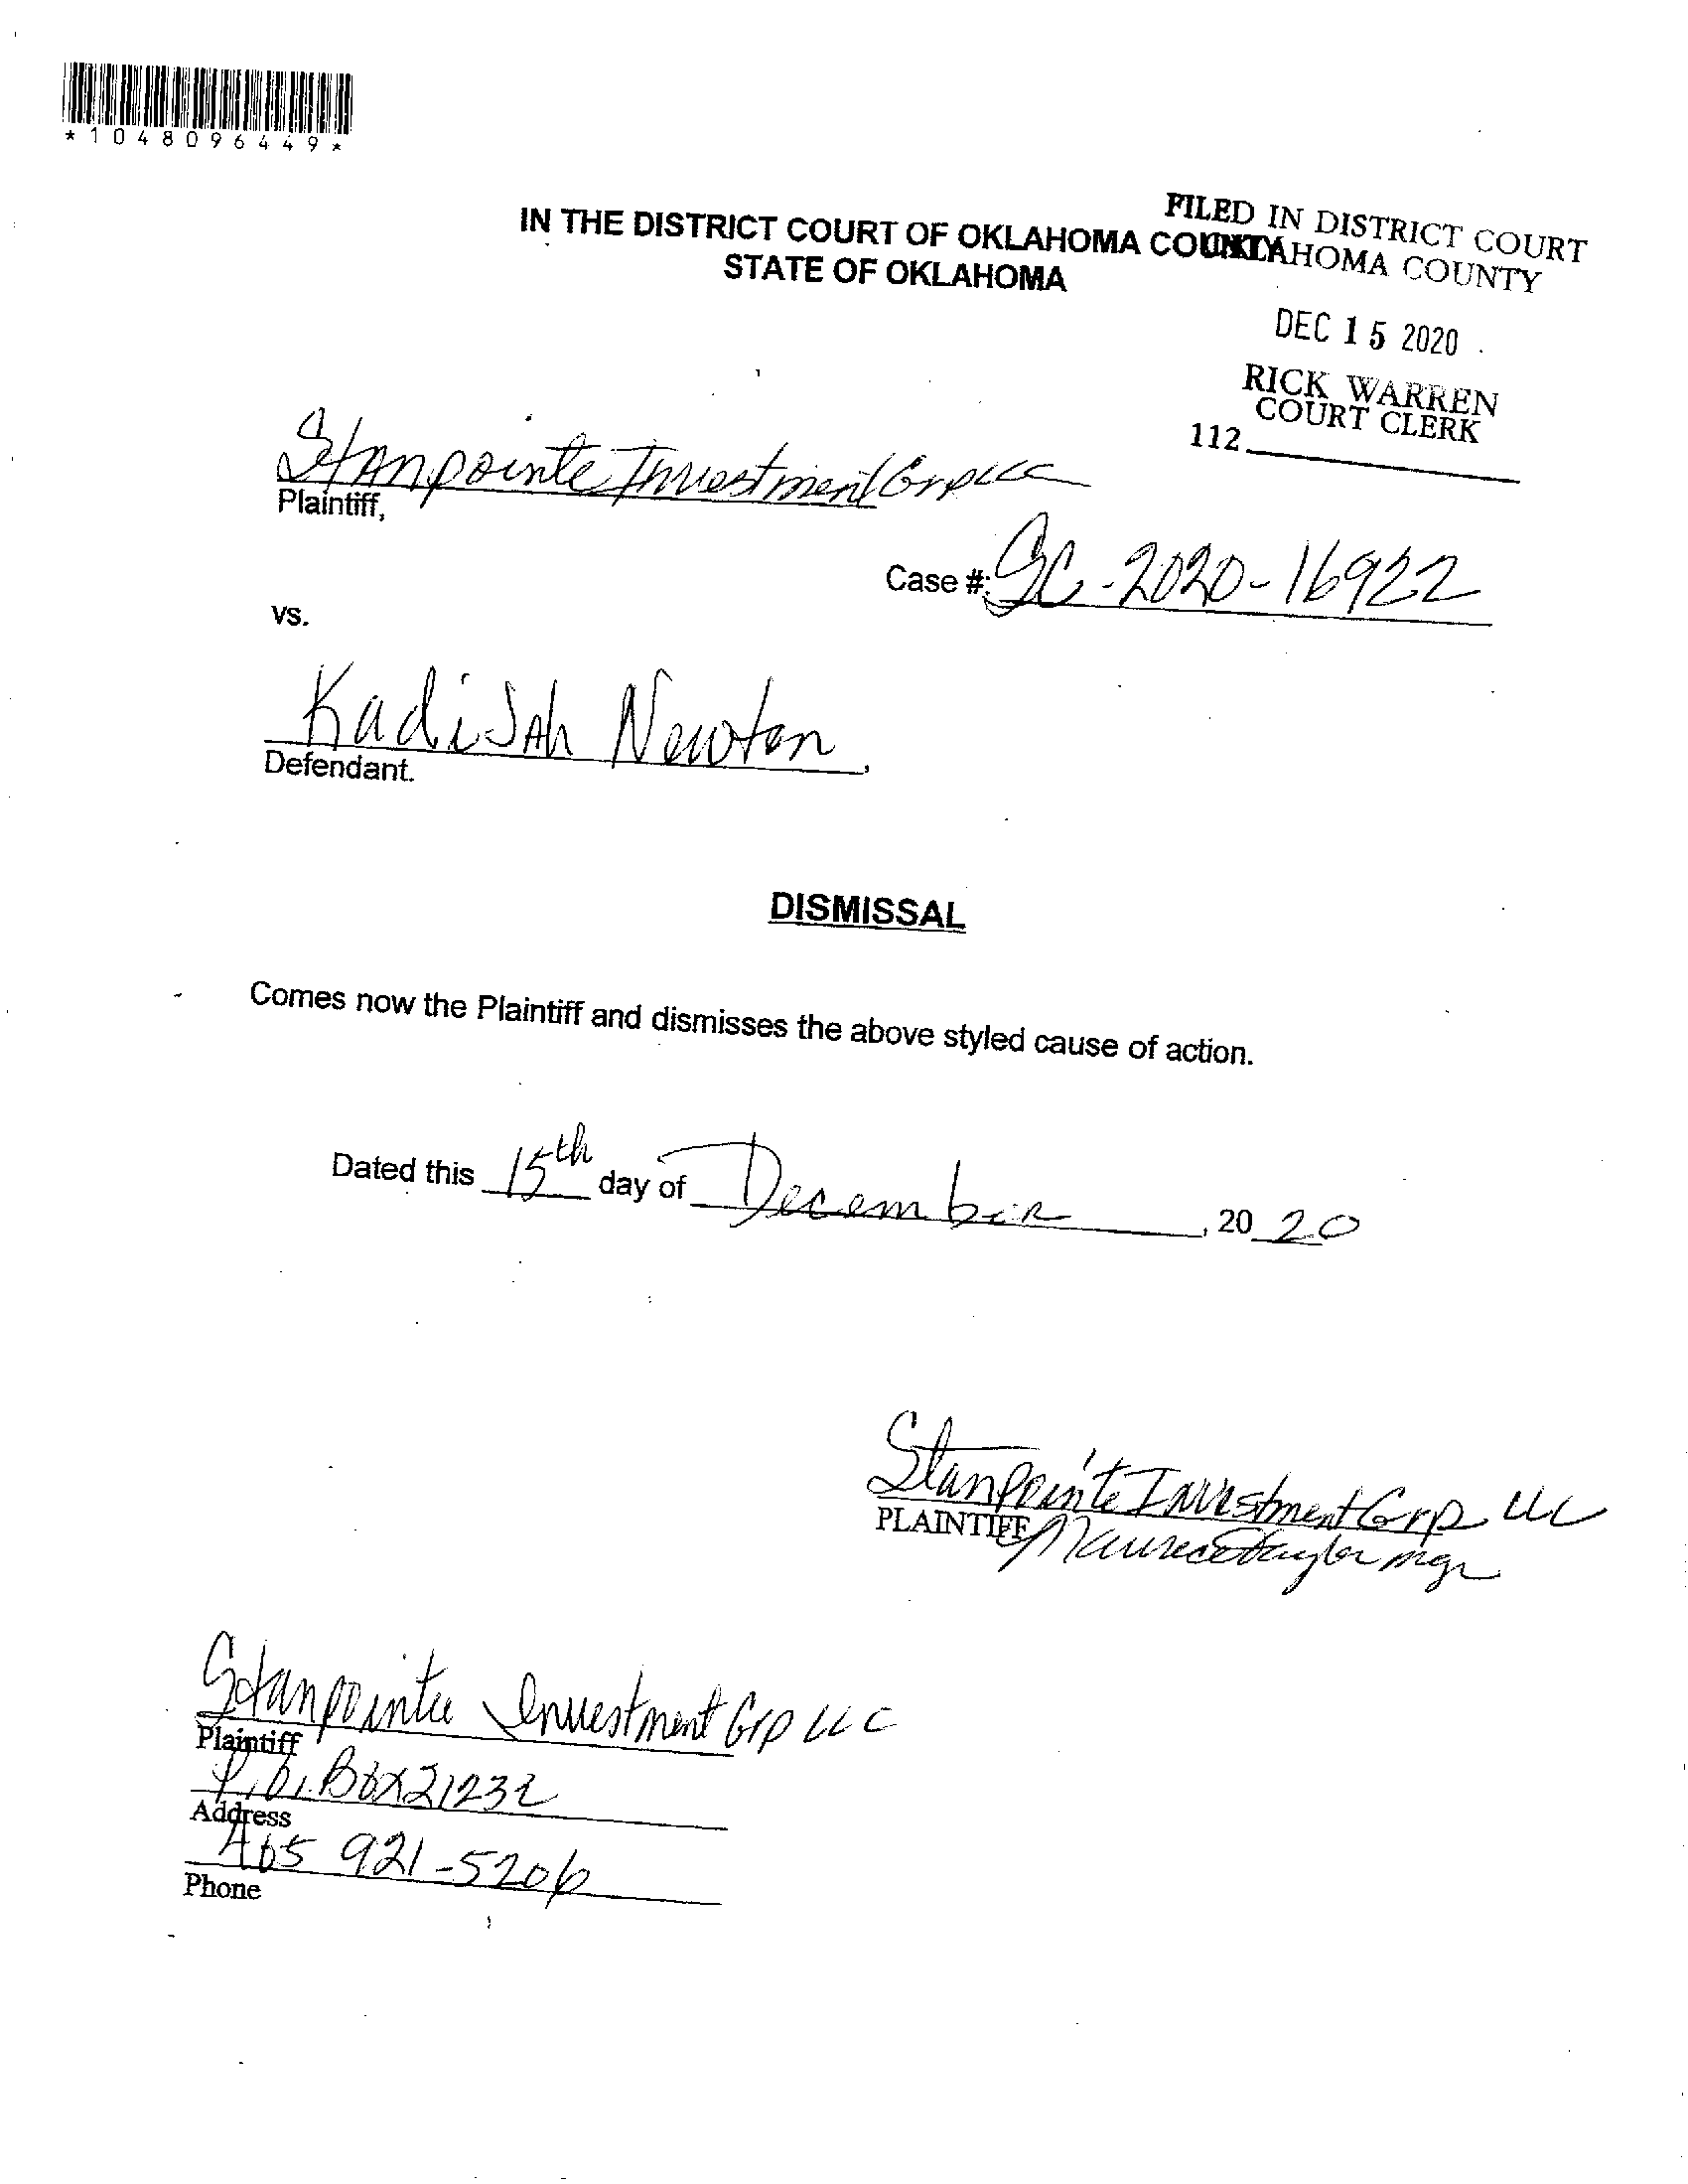 *1048096449*
FILED IN DISTRICT COURT
OKLAHOMA COUNTY
IN THE DISTRICT COURT OF OKLAHOMA COUNTY
STATE OF OKLAHOMA
DEC 15 2020
RICK WARREN
COURT CLERK
112
Stanpointe Investment Grp LLC
Plaintiff,
Case #: SC-2020-16922
vs.
Kadijah Newton,
Defendant.
DISMISSAL
Comes now the Plaintiff and dismisses the above styled cause of action.
Dated this 15th day of December, 20 20
Stanpointe Investment Grp LLC
PLAINTIFF
Taylor mgr
Stanpointe Investment Grp LLC
Plaintiff
P.O. Box 21232
Address
405 921-5206
Phone